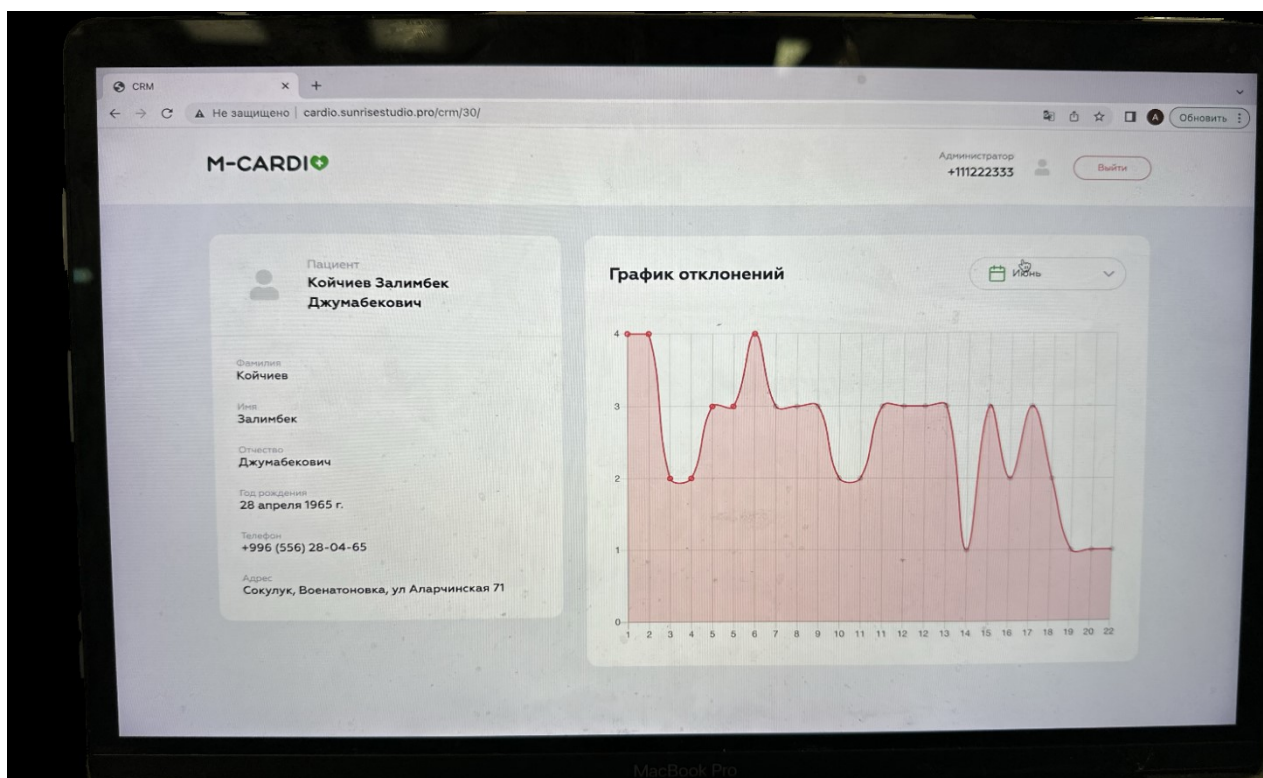 CRM
Не защищено | cardio.sunrisestudio.pro/crm/30/
Обновить
M-CARDIO
Администратор
+111222333
Выйти
Пациент
Койчиев Залимбек
Джумабекович
Фамилия
Койчиев
Имя
Залимбек
Отчество
Джумабекович
Год рождения
28 апреля 1965 г.
Телефон
+996 (556) 28-04-65
Адрес
Сокулук, Военатоновка, ул Аларчинская 71
График отклонений
Июнь
4
3
2
1
0
1 2 3 4 5 5 6 7 8 9 10 11 11 12 12 13 14 15 16 17 18 19 20 22
MacBook Pro